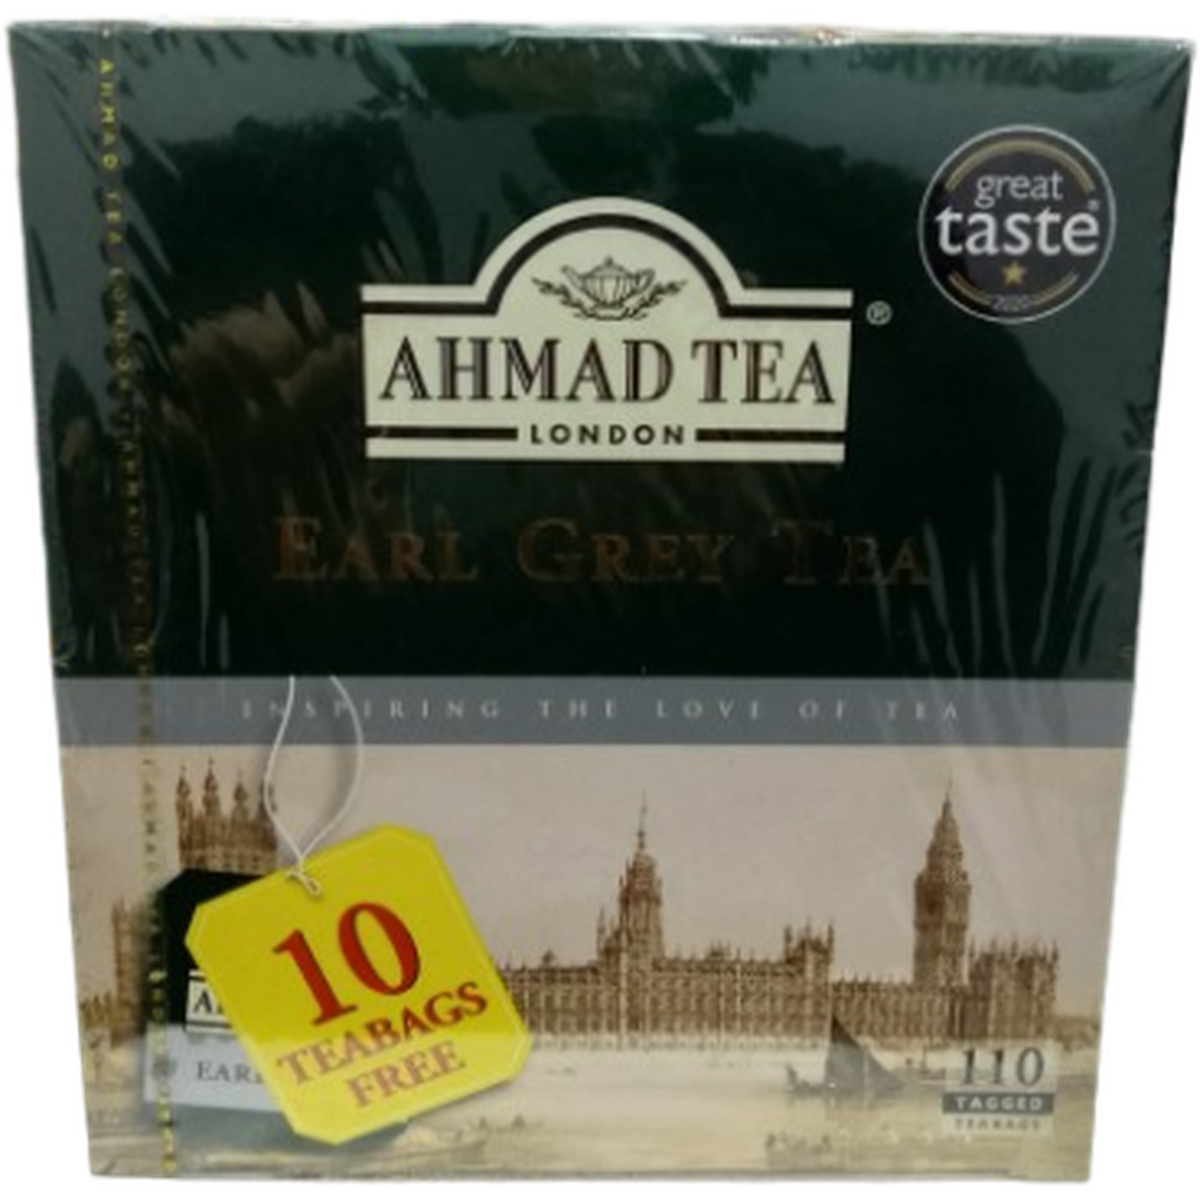 great
taste®
2020
AHMAD TEA ®
LONDON
EARL GREY TEA
INSPIRING THE LOVE OF TEA
10
TEABAGS
FREE
110
TAGGED
TEABAGS